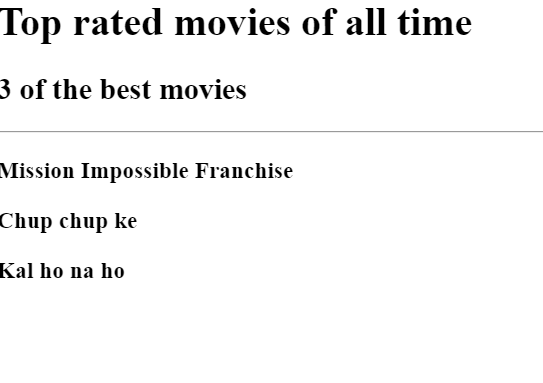 Top rated movies of all time
3 of the best movies
Mission Impossible Franchise
Chup chup ke
Kal ho na ho